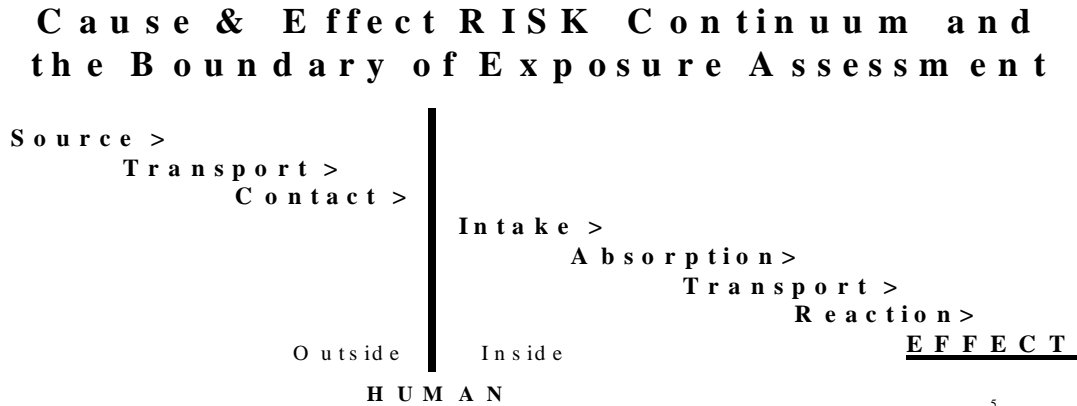 Cause & Effect RISK Continuum and
the Boundary of Exposure Assessment
Source >
Transport >
Contact >
Intake >
Absorption>
Transport >
Reaction>
EFFECT
Outside Inside
HUMAN
5